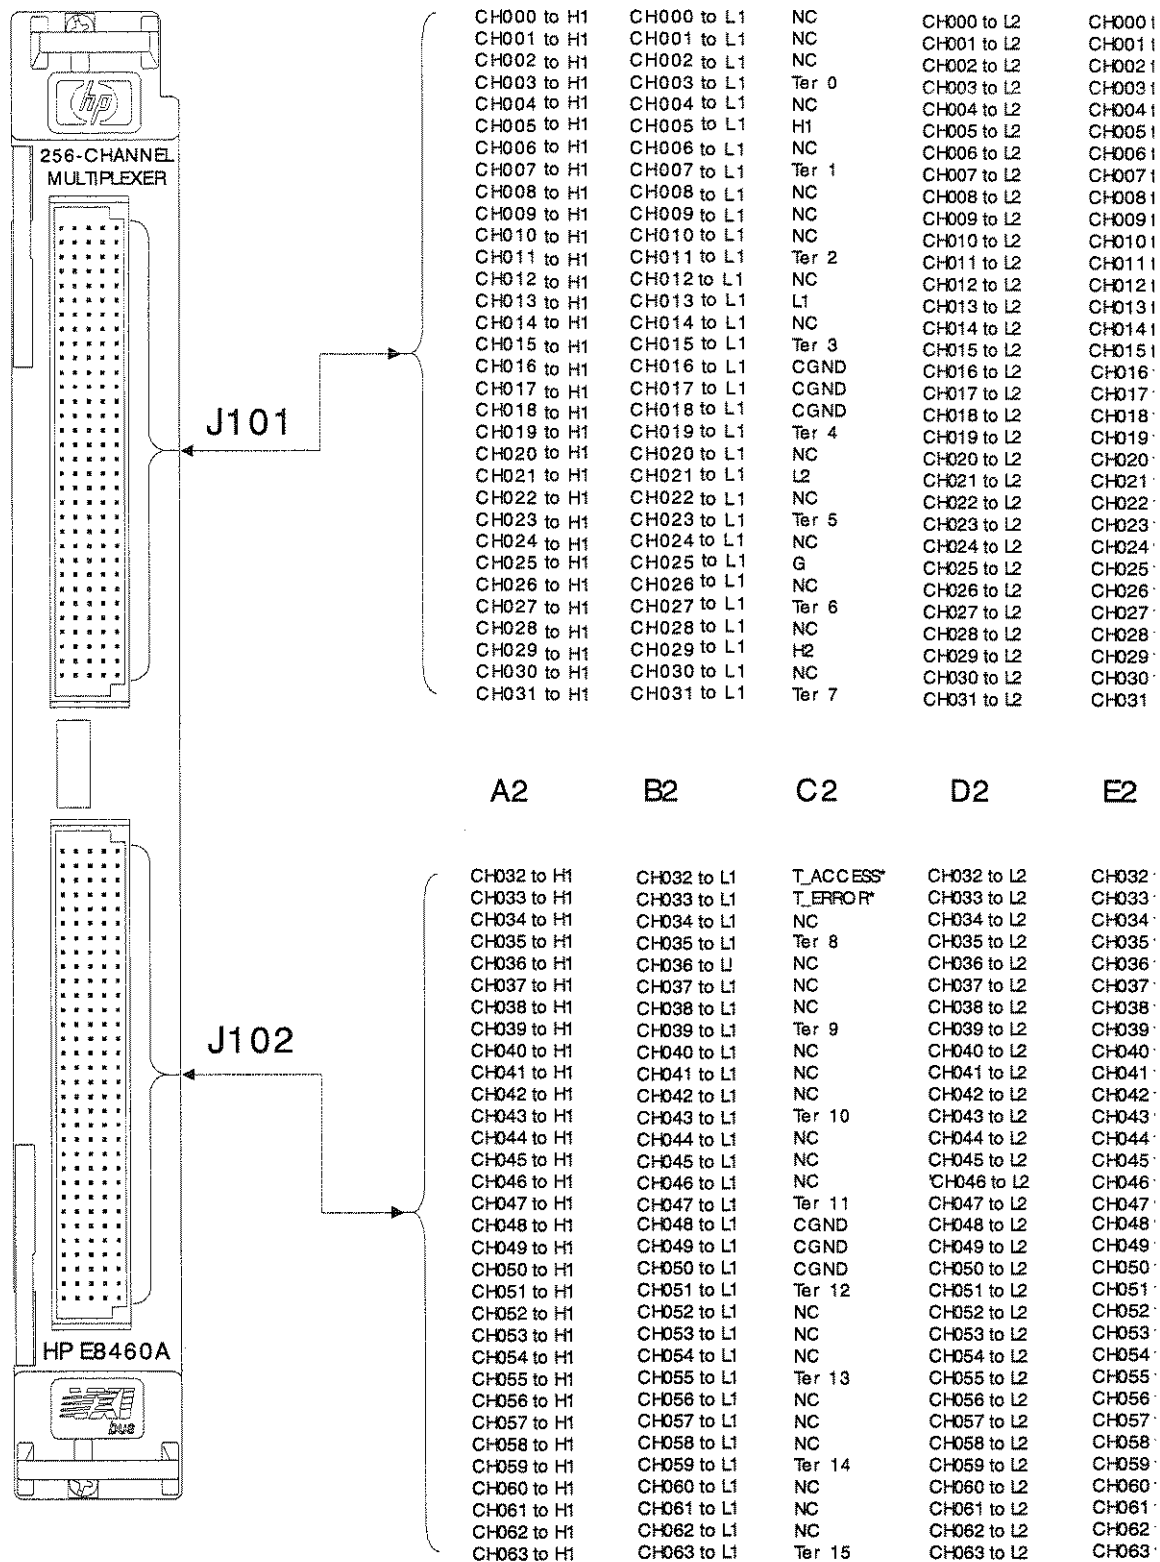 CH000 to H1 CH000 to L1 NC CH000 to L2 CH000 t
CH001 to H1 CH001 to L1 NC CH001 to L2 CH001 t
CH002 to H1 CH002 to L1 NC CH002 to L2 CH002 t
CH003 to H1 CH003 to L1 Ter 0 CH003 to L2 CH003 t
CH004 to H1 CH004 to L1 NC CH004 to L2 CH004 t
CH005 to H1 CH005 to L1 H1 CH005 to L2 CH005 t
CH006 to H1 CH006 to L1 NC CH006 to L2 CH006 t
CH007 to H1 CH007 to L1 Ter 1 CH007 to L2 CH007 t
CH008 to H1 CH008 to L1 NC CH008 to L2 CH008 t
CH009 to H1 CH009 to L1 NC CH009 to L2 CH009 t
CH010 to H1 CH010 to L1 NC CH010 to L2 CH010 t
CH011 to H1 CH011 to L1 Ter 2 CH011 to L2 CH011 t
CH012 to H1 CH012 to L1 NC CH012 to L2 CH012 t
CH013 to H1 CH013 to L1 L1 CH013 to L2 CH013 t
CH014 to H1 CH014 to L1 NC CH014 to L2 CH014 t
CH015 to H1 CH015 to L1 Ter 3 CH015 to L2 CH015 t
CH016 to H1 CH016 to L1 CGND CH016 to L2 CH016
CH017 to H1 CH017 to L1 CGND CH017 to L2 CH017
CH018 to H1 CH018 to L1 CGND CH018 to L2 CH018
CH019 to H1 CH019 to L1 Ter 4 CH019 to L2 CH019
CH020 to H1 CH020 to L1 NC CH020 to L2 CH020
CH021 to H1 CH021 to L1 L2 CH021 to L2 CH021
CH022 to H1 CH022 to L1 NC CH022 to L2 CH022
CH023 to H1 CH023 to L1 Ter 5 CH023 to L2 CH023
CH024 to H1 CH024 to L1 NC CH024 to L2 CH024
CH025 to H1 CH025 to L1 G CH025 to L2 CH025
CH026 to H1 CH026 to L1 NC CH026 to L2 CH026
CH027 to H1 CH027 to L1 Ter 6 CH027 to L2 CH027
CH028 to H1 CH028 to L1 NC CH028 to L2 CH028
CH029 to H1 CH029 to L1 H2 CH029 to L2 CH029
CH030 to H1 CH030 to L1 NC CH030 to L2 CH030
CH031 to H1 CH031 to L1 Ter 7 CH031 to L2 CH031
hp
256-CHANNEL
MULTIPLEXER
J101
A2 B2 C2 D2 E2
CH032 to H1 CH032 to L1 T_ACCESS* CH032 to L2 CH032
CH033 to H1 CH033 to L1 T_ERROR* CH033 to L2 CH033
CH034 to H1 CH034 to L1 NC CH034 to L2 CH034
CH035 to H1 CH035 to L1 Ter 8 CH035 to L2 CH035
CH036 to H1 CH036 to LI NC CH036 to L2 CH036
CH037 to H1 CH037 to L1 NC CH037 to L2 CH037
CH038 to H1 CH038 to L1 NC CH038 to L2 CH038
CH039 to H1 CH039 to L1 Ter 9 CH039 to L2 CH039
CH040 to H1 CH040 to L1 NC CH040 to L2 CH040
CH041 to H1 CH041 to L1 NC CH041 to L2 CH041
CH042 to H1 CH042 to L1 NC CH042 to L2 CH042
CH043 to H1 CH043 to L1 Ter 10 CH043 to L2 CH043
CH044 to H1 CH044 to L1 NC CH044 to L2 CH044
CH045 to H1 CH045 to L1 NC CH045 to L2 CH045
CH046 to H1 CH046 to L1 NC 'CH046 to L2 CH046
CH047 to H1 CH047 to L1 Ter 11 CH047 to L2 CH047
CH048 to H1 CH048 to L1 CGND CH048 to L2 CH048
CH049 to H1 CH049 to L1 CGND CH049 to L2 CH049
CH050 to H1 CH050 to L1 CGND CH050 to L2 CH050
CH051 to H1 CH051 to L1 Ter 12 CH051 to L2 CH051
CH052 to H1 CH052 to L1 NC CH052 to L2 CH052
CH053 to H1 CH053 to L1 NC CH053 to L2 CH053
CH054 to H1 CH054 to L1 NC CH054 to L2 CH054
CH055 to H1 CH055 to L1 Ter 13 CH055 to L2 CH055
CH056 to H1 CH056 to L1 NC CH056 to L2 CH056
CH057 to H1 CH057 to L1 NC CH057 to L2 CH057
CH058 to H1 CH058 to L1 NC CH058 to L2 CH058
CH059 to H1 CH059 to L1 Ter 14 CH059 to L2 CH059
CH060 to H1 CH060 to L1 NC CH060 to L2 CH060
CH061 to H1 CH061 to L1 NC CH061 to L2 CH061
CH062 to H1 CH062 to L1 NC CH062 to L2 CH062
CH063 to H1 CH063 to L1 Ter 15 CH063 to L2 CH063
J102
HP E8460A
VXI
bus